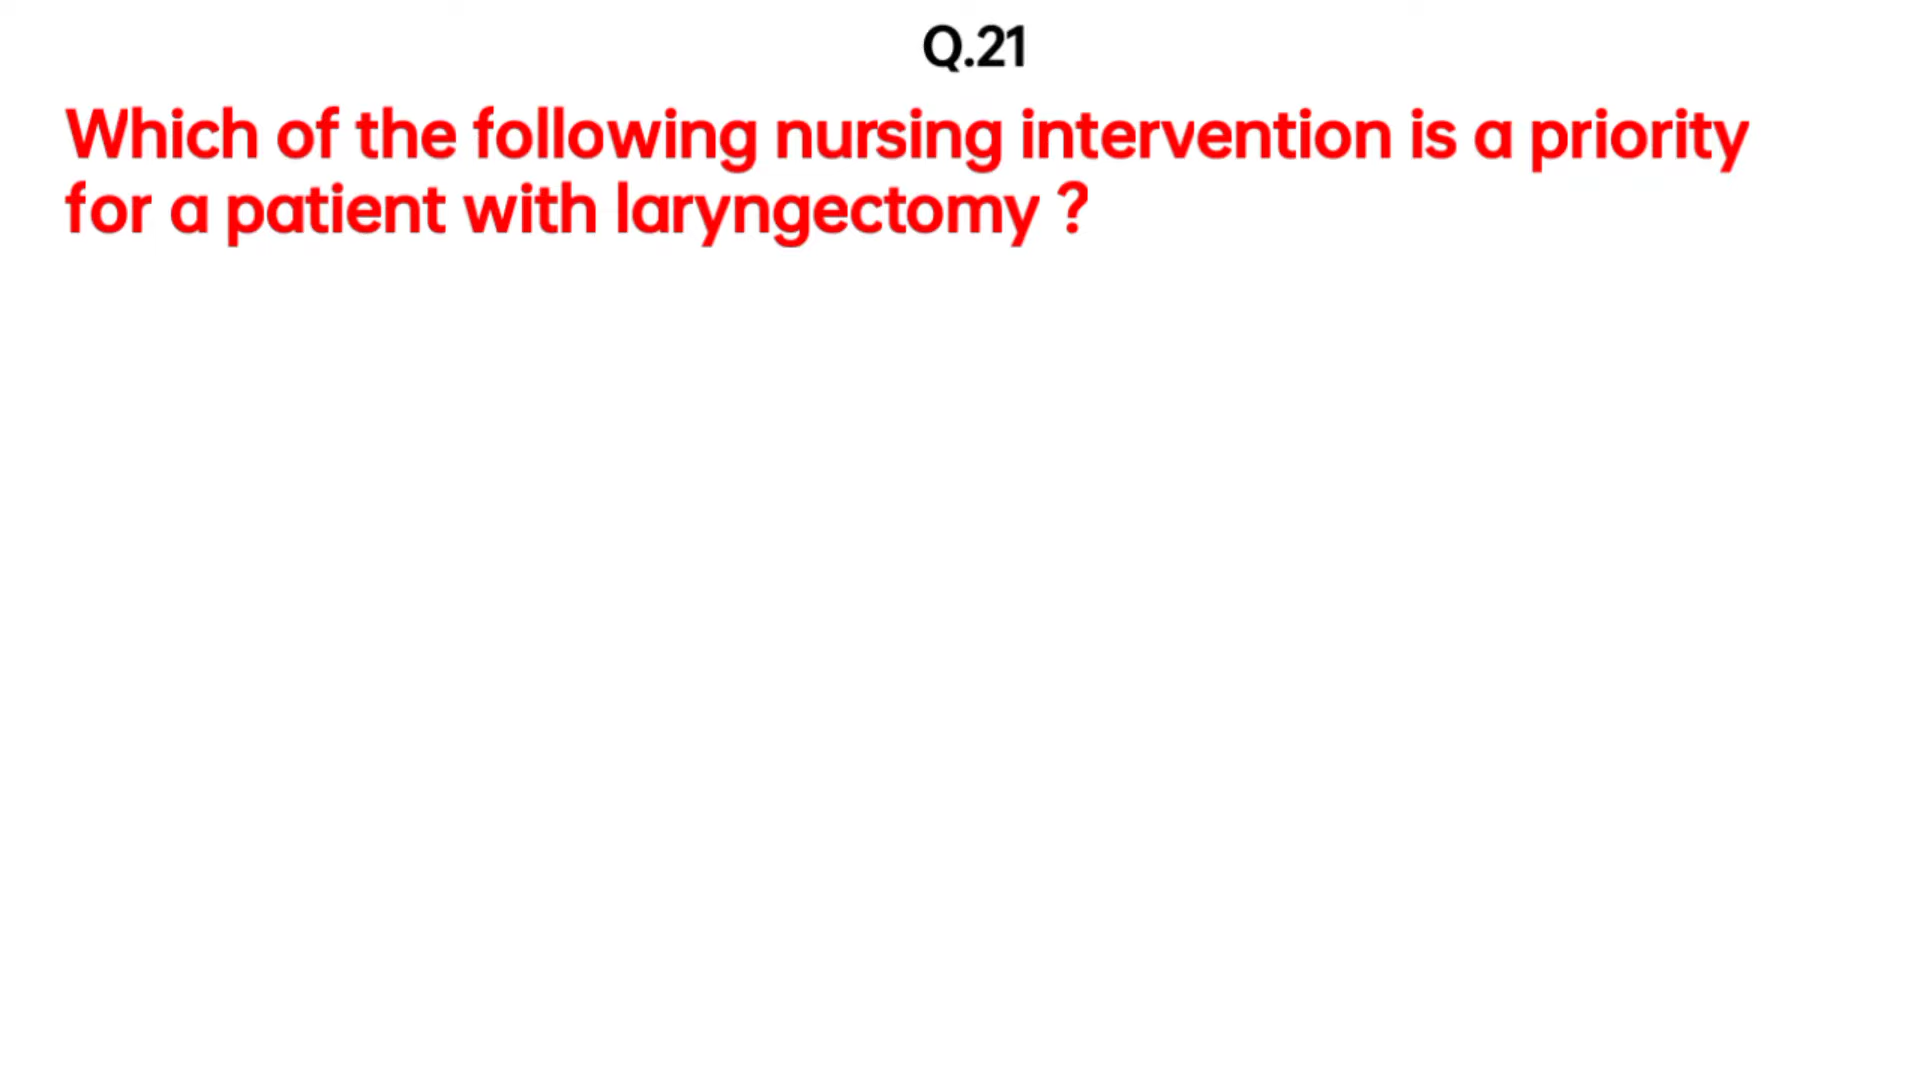 Q.21
Which of the following nursing intervention is a priority
for a patient with laryngectomy ?